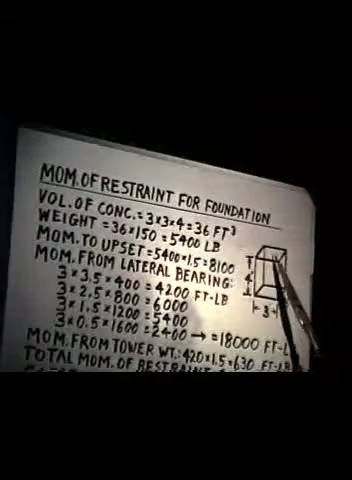 MOM. OF RESTRAINT FOR FOUNDATION
VOL. OF CONC. = 3×3×4 = 36 FT³
WEIGHT = 36×150 = 5400 LB
MOM. TO UPSET = 5400×1.5 = 8100
MOM. FROM LATERAL BEARING:
3×3.5×400 = 4200 FT-LB
3×2.5×800 = 6000
3×1.5×1200 = 5400
3×0.5×1600 = 2400 → = 18000 FT-L
MOM. FROM TOWER WT.: 420×1.5 = 630 FT-LB
TOTAL MOM. OF RESTRAINT
4
3